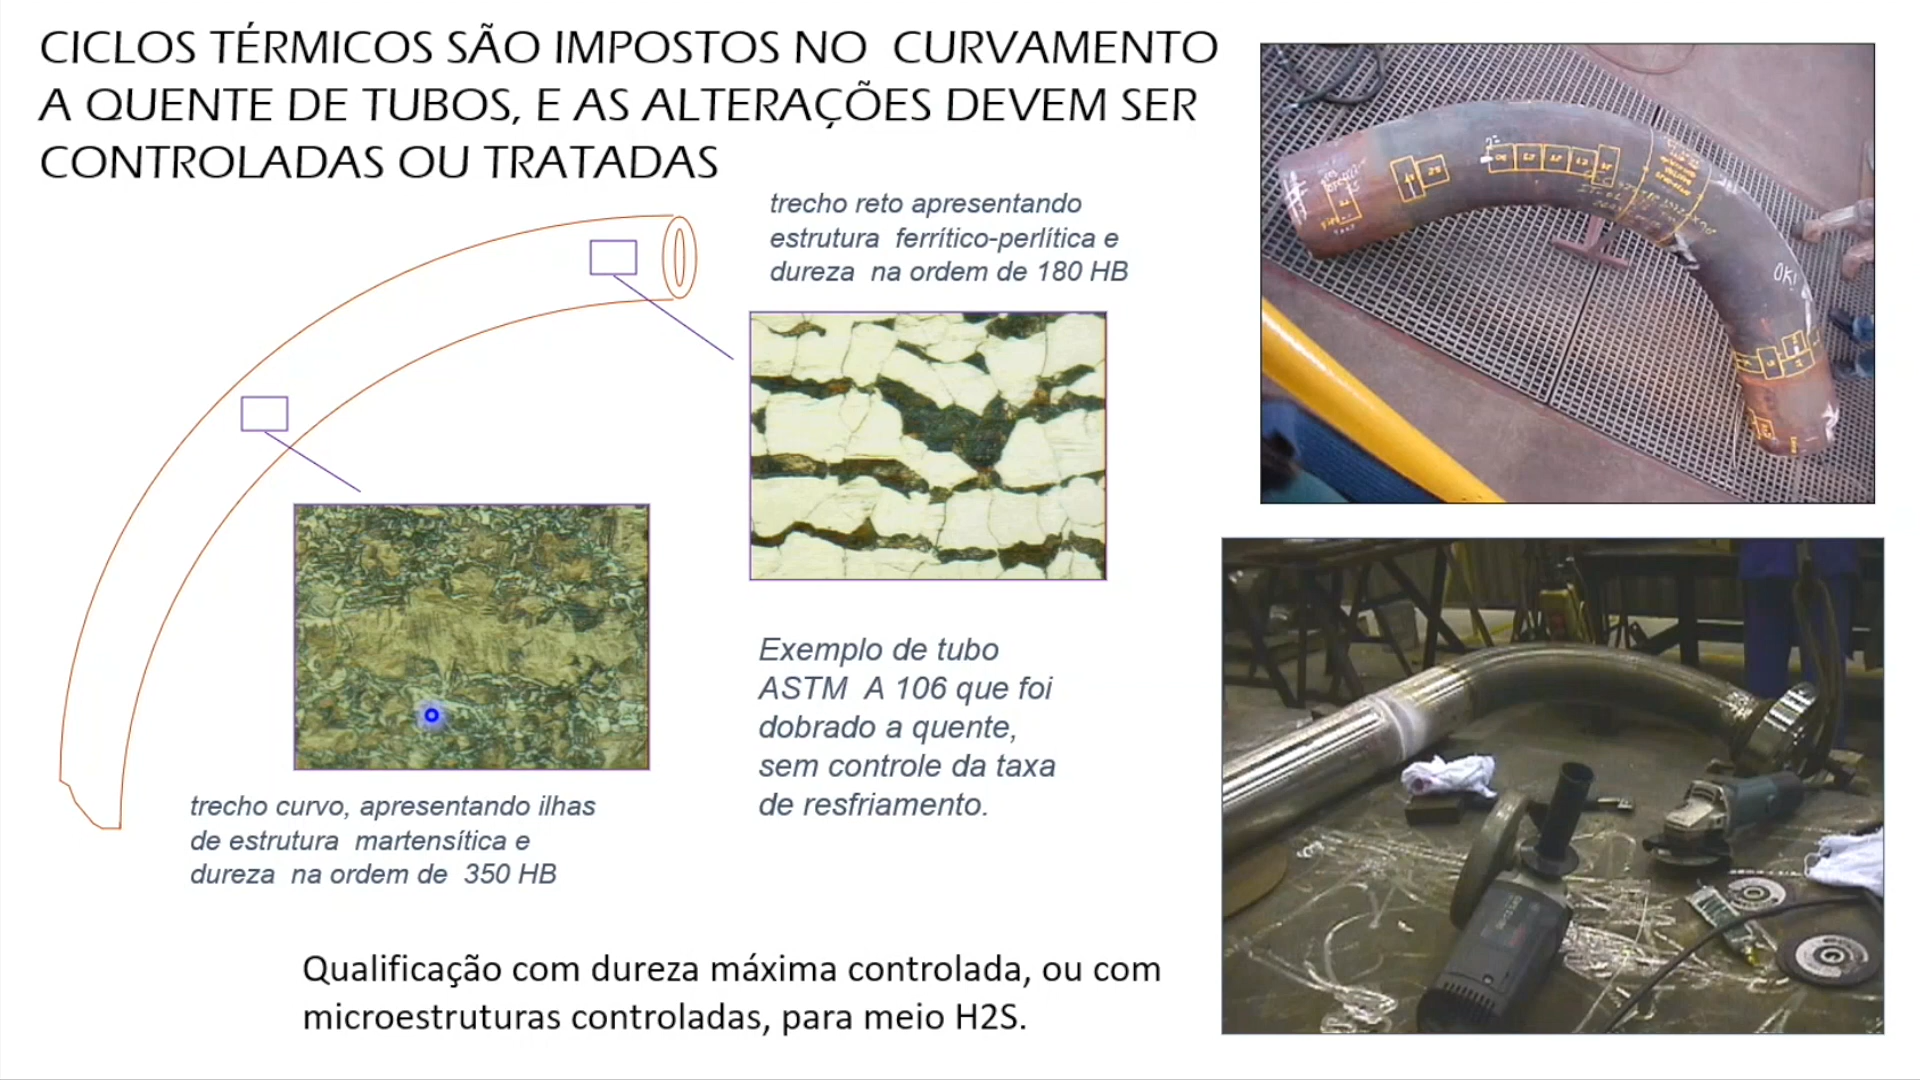 CICLOS TÉRMICOS SÃO IMPOSTOS NO CURVAMENTO
A QUENTE DE TUBOS, E AS ALTERAÇÕES DEVEM SER
CONTROLADAS OU TRATADAS
trecho reto apresentando
estrutura ferrítico-perlítica e
dureza na ordem de 180 HB
OK!
trecho curvo, apresentando ilhas
de estrutura martensítica e
dureza na ordem de 350 HB
Exemplo de tubo
ASTM A 106 que foi
dobrado a quente,
sem controle da taxa
de resfriamento.
Qualificação com dureza máxima controlada, ou com
microestruturas controladas, para meio H2S.